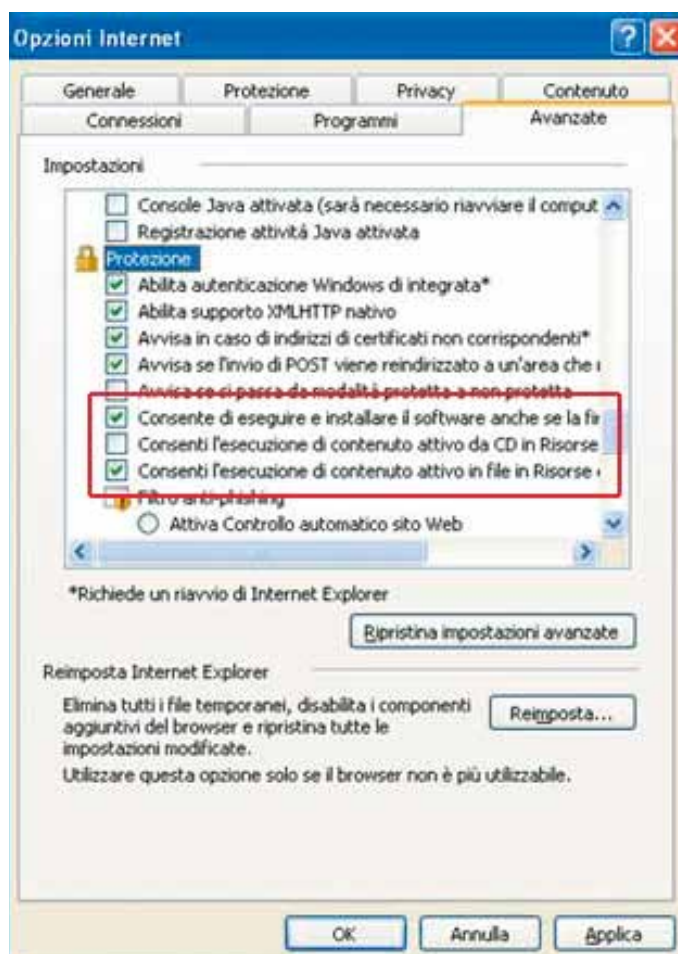 Opzioni Internet
Generale
Protezione
Privacy
Contenuto
Connessioni
Programmi
Avanzate
Impostazioni
Console Java attivata (sarà necessario riavviare il comput
Registrazione attività Java attivata
Protezione
Abilita autenticazione Windows di integrata*
Abilita supporto XMLHTTP nativo
Avvisa in caso di indirizzi di certificati non corrispondenti*
Avvisa se l'invio di POST viene reindirizzato a un'area che
Avvisa se si passa da modalità protetta a non protetta
Consente di eseguire e installare il software anche se la fir
Consenti l'esecuzione di contenuto attivo da CD in Risorse
Consenti l'esecuzione di contenuto attivo in file in Risorse
Filtro anti-phishing
Attiva Controllo automatico sito Web
*Richiede un riavvio di Internet Explorer
Ripristina impostazioni avanzate
Reimposta Internet Explorer
Elimina tutti i file temporanei, disabilita i componenti
aggiuntivi del browser e ripristina tutte le
impostazioni modificate.
Reimposta...
Utilizzare questa opzione solo se il browser non è più utilizzabile.
OK
Annulla
Applica